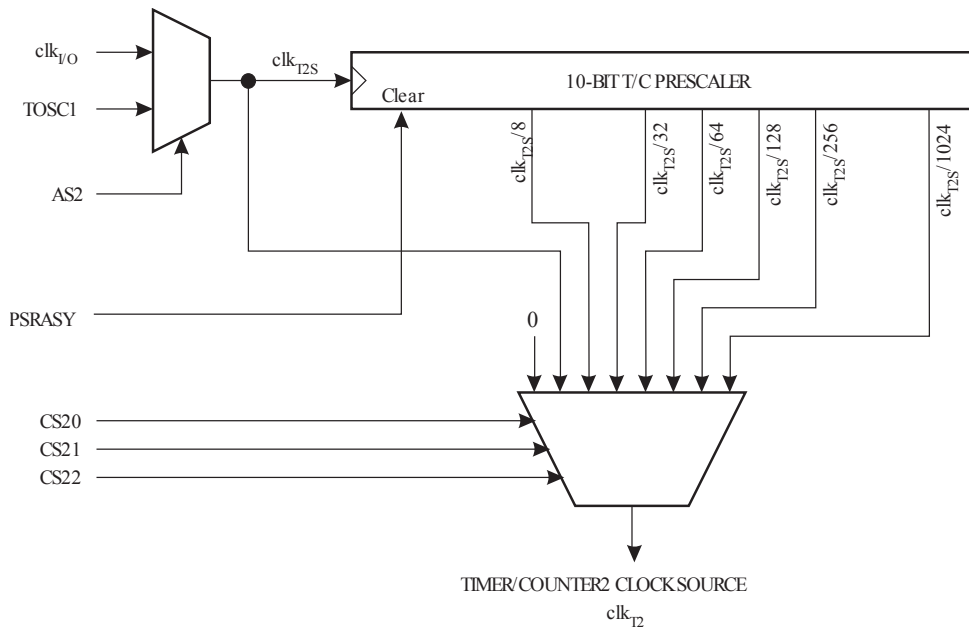 clkI/O
TOSC1
AS2
PSRASY
clkT2S
10-BIT T/C PRESCALER
Clear
clkT2S/8
clkT2S/32
clkT2S/64
clkT2S/128
clkT2S/256
clkT2S/1024
0
CS20
CS21
CS22
TIMER/COUNTER2 CLOCK SOURCE
clkT2